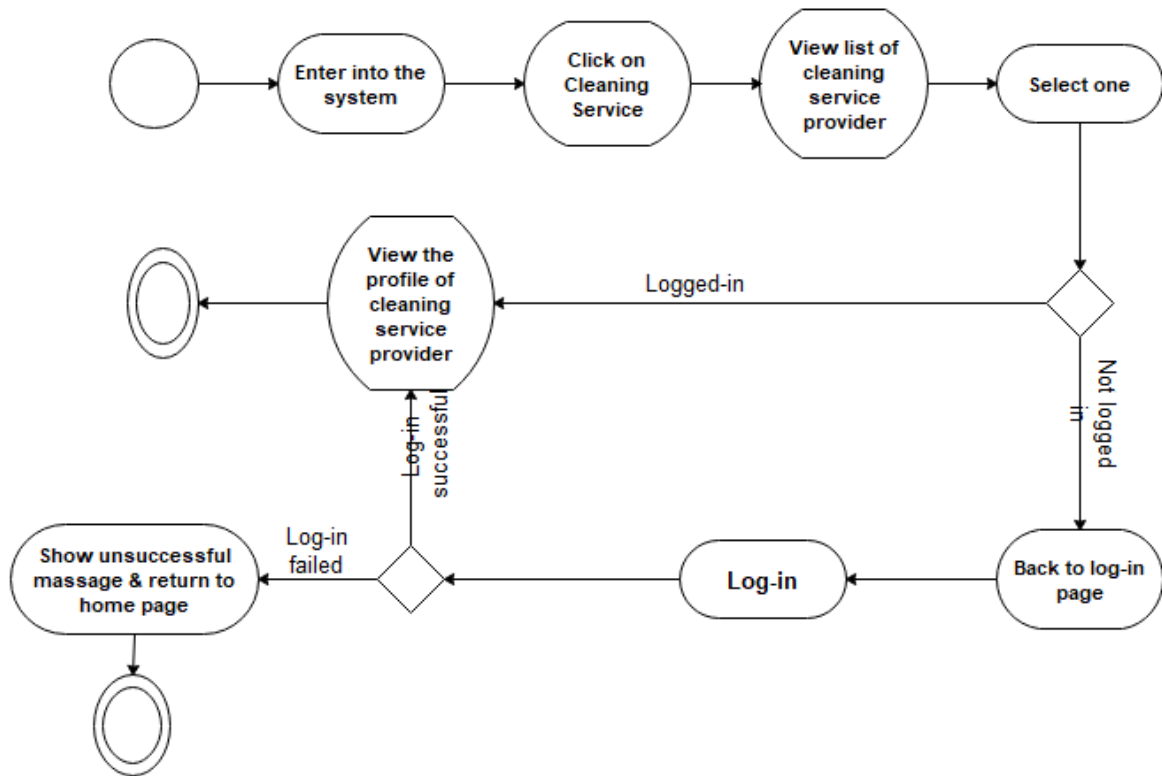 Enter into the
system
Click on
Cleaning
Service
View list of
cleaning
service
provider
Select one
View the
profile of
cleaning
service
provider
Logged-in
Not logged
in
Log-in
successful
Show unsuccessful
massage & return to
home page
Log-in
failed
Log-in
Back to log-in
page